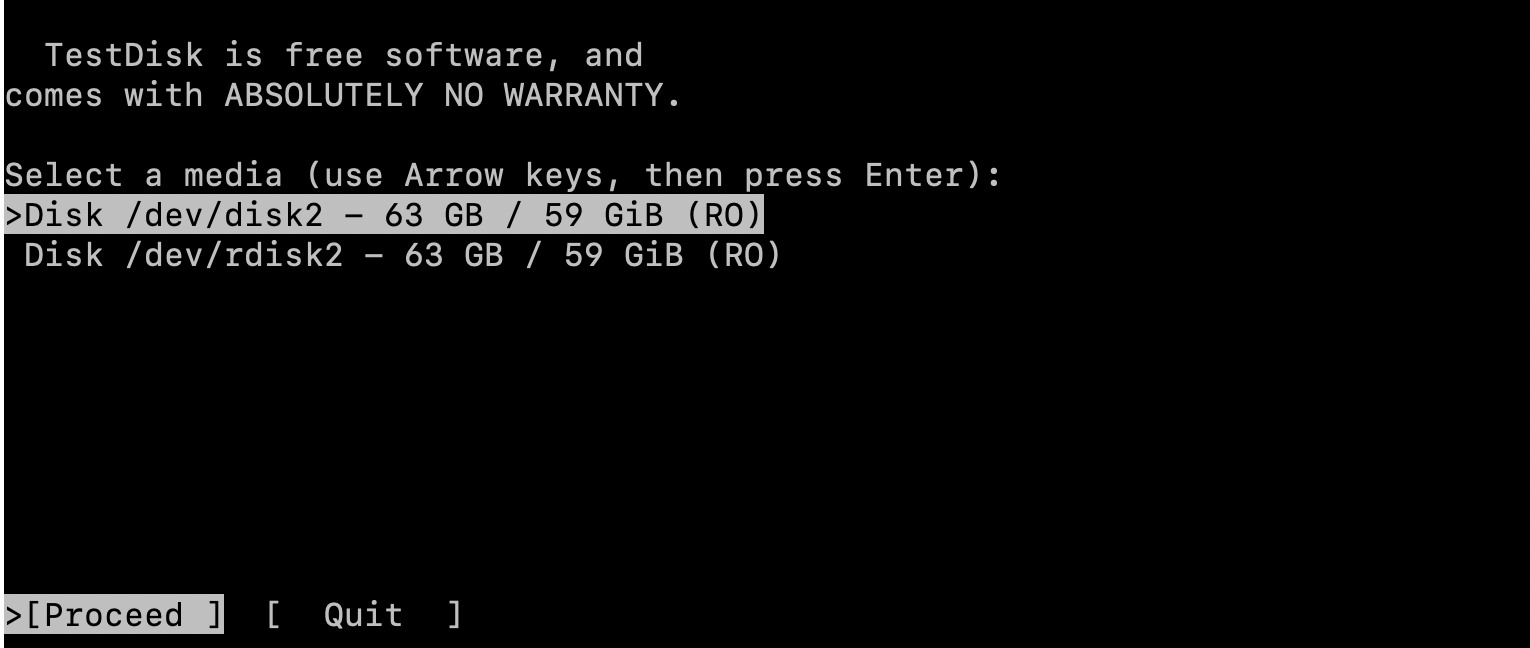 TestDisk is free software, and
comes with ABSOLUTELY NO WARRANTY.
Select a media (use Arrow keys, then press Enter):
>Disk /dev/disk2 – 63 GB / 59 GiB (RO)
Disk /dev/rdisk2 – 63 GB / 59 GiB (RO)
>[Proceed ]  [  Quit  ]